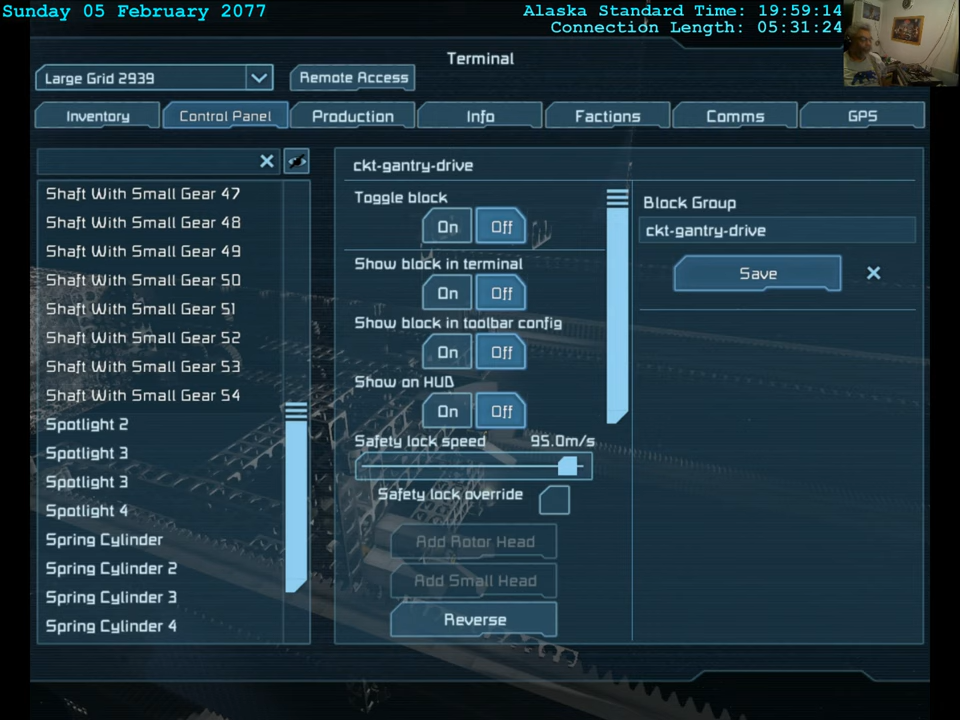 Sunday 05 February 2077
Alaska Standard Time: 19:59:14
Connection Length: 05:31:24
Terminal
Large Grid 2939
Remote Access
Inventory
Control Panel
Production
Info
Factions
Comms
GPS
Shaft With Small Gear 47
Shaft With Small Gear 48
Shaft With Small Gear 49
Shaft With Small Gear 50
Shaft With Small Gear 51
Shaft With Small Gear 52
Shaft With Small Gear 53
Shaft With Small Gear 54
Spotlight 2
Spotlight 3
Spotlight 3
Spotlight 4
Spring Cylinder
Spring Cylinder 2
Spring Cylinder 3
Spring Cylinder 4
ckt-gantry-drive
Toggle block
On Off
Show block in terminal
On Off
Show block in toolbar config
On Off
Show on HUD
On Off
Safety lock speed 95.0m/s
Safety lock override
Add Rotor Head
Add Small Head
Reverse
Block Group
ckt-gantry-drive
Save